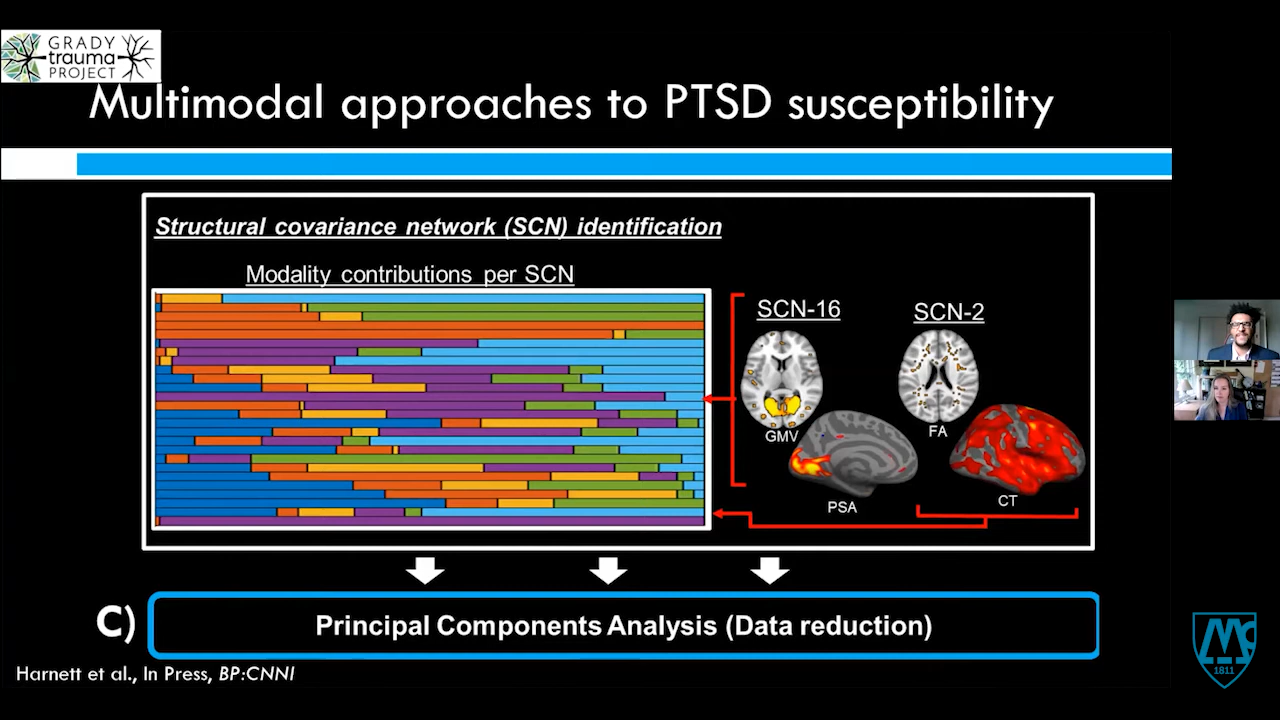 GRADY
trauma
PROJECT
Multimodal approaches to PTSD susceptibility
Structural covariance network (SCN) identification
Modality contributions per SCN
SCN-16
SCN-2
GMV
FA
PSA
CT
C)
Principal Components Analysis (Data reduction)
Harnett et al., In Press, BP:CNNI
1811